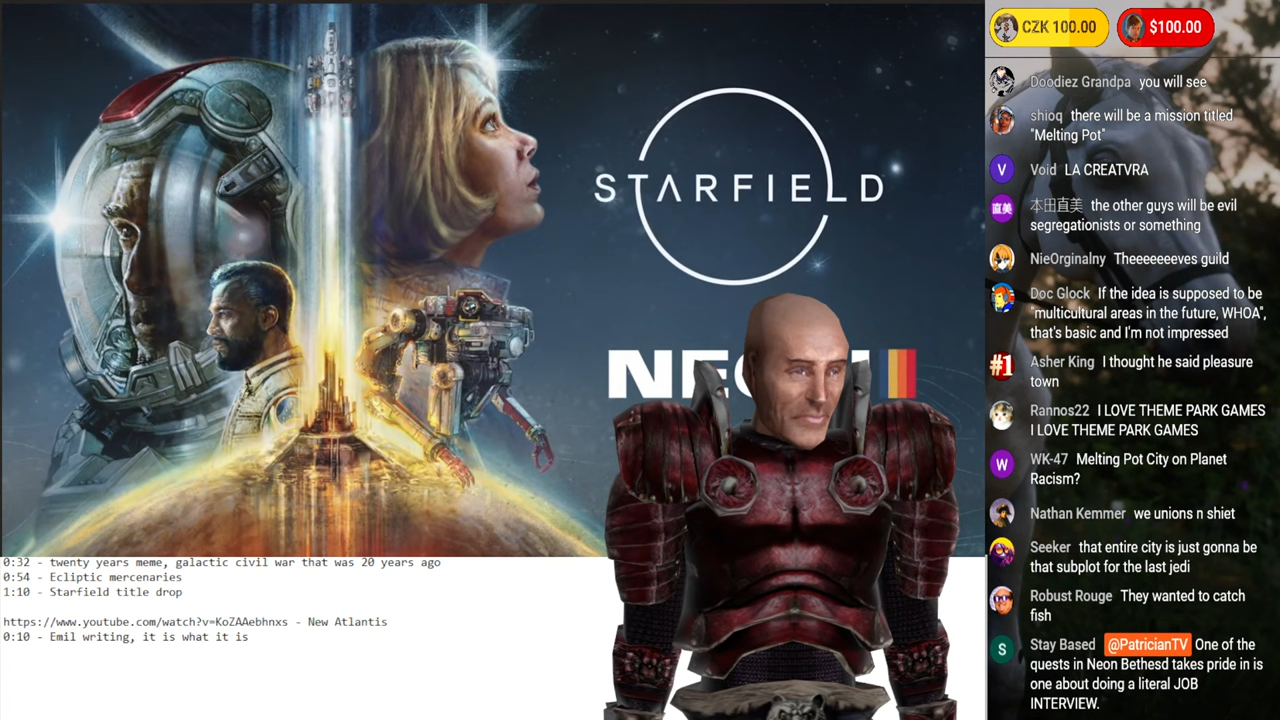 STARFIELD
NE
0:32 - twenty years meme, galactic civil war that was 20 years ago
0:54 - Ecliptic mercenaries
1:10 - Starfield title drop
https://www.youtube.com/watch?v=KoZAAebhnxs - New Atlantis
0:10 - Emil writing, it is what it is
CZK 100.00
$100.00
Doodiez Grandpa you will see
shioq there will be a mission titled
"Melting Pot"
V Void LA CREATVRA
直美 本田直美 the other guys will be evil
segregationists or something
NieOrginalny Theeeeeeeves guild
Doc Glock If the idea is supposed to be
"multicultural areas in the future, WHOA",
that's basic and I'm not impressed
#1 Asher King I thought he said pleasure
town
Rannos22 I LOVE THEME PARK GAMES
I LOVE THEME PARK GAMES
W WK-47 Melting Pot City on Planet
Racism?
Nathan Kemmer we unions n shiet
Seeker that entire city is just gonna be
that subplot for the last jedi
Robust Rouge They wanted to catch
fish
S Stay Based @PatricianTV One of the
quests in Neon Bethesd takes pride in is
one about doing a literal JOB
INTERVIEW.